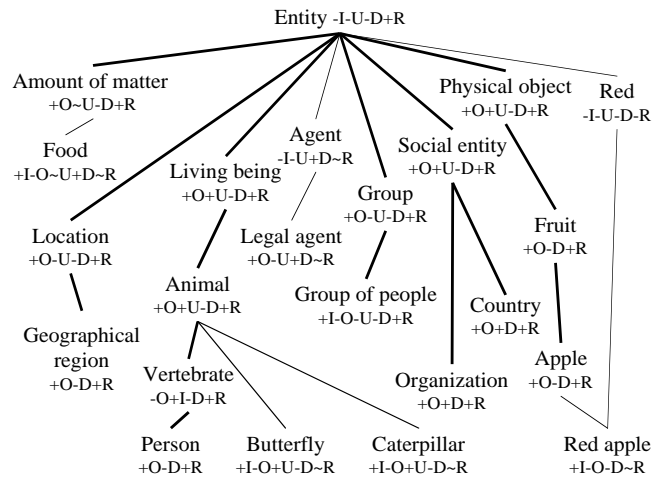 Entity -I-U-D+R
Amount of matter
+O~U-D+R
Physical object
+O+U-D+R
Red
-I-U-D-R
Food
+I-O~U+D~R
Agent
-I-U+D~R
Living being
+O+U-D+R
Social entity
+O+U-D+R
Group
+O-U-D+R
Location
+O-U-D+R
Legal agent
+O-U+D~R
Fruit
+O-D+R
Animal
+O+U-D+R
Group of people
+I-O-U-D+R
Country
+O+D+R
Geographical
region
+O-D+R
Vertebrate
-O+I-D+R
Organization
+O+D+R
Apple
+O-D+R
Person
+O-D+R
Butterfly
+I-O+U-D~R
Caterpillar
+I-O+U-D~R
Red apple
+I-O-D~R